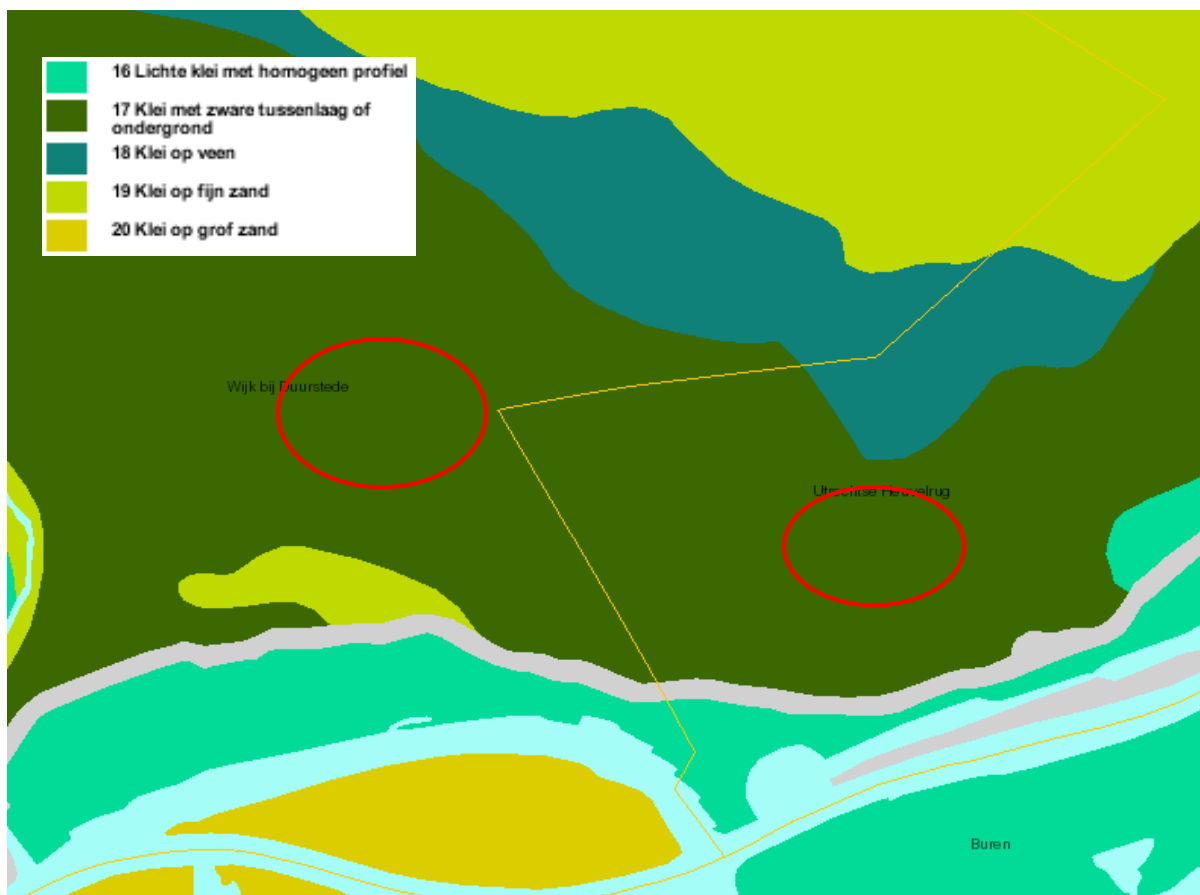 16 Lichte klei met homogeen profiel
17 Klei met zware tussenlaag of
ondergrond
18 Klei op veen
19 Klei op fijn zand
20 Klei op grof zand
Wijk bij Duurstede
Utrechtse Heuvelrug
Buren